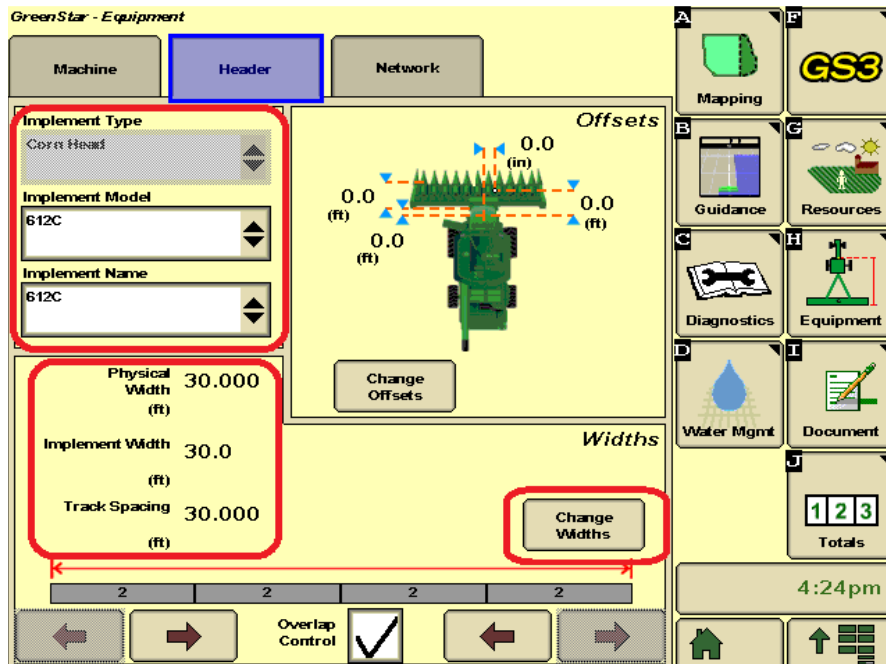 GreenStar - Equipment
Machine
Header
Network
Implement Type
Corn Head
Implement Model
612C
Implement Name
612C
Offsets
0.0
(in)
0.0
(ft)
0.0
(ft)
0.0
(ft)
Change
Offsets
Physical
Width
30.000
(ft)
Implement Width
30.0
(ft)
Track Spacing
30.000
(ft)
Widths
Change
Widths
2
2
2
2
Overlap
Control
A
Mapping
F
GS3
B
Guidance
G
Resources
C
Diagnostics
H
Equipment
D
Water Mgmt
I
Document
J
1 2 3
Totals
4:24pm